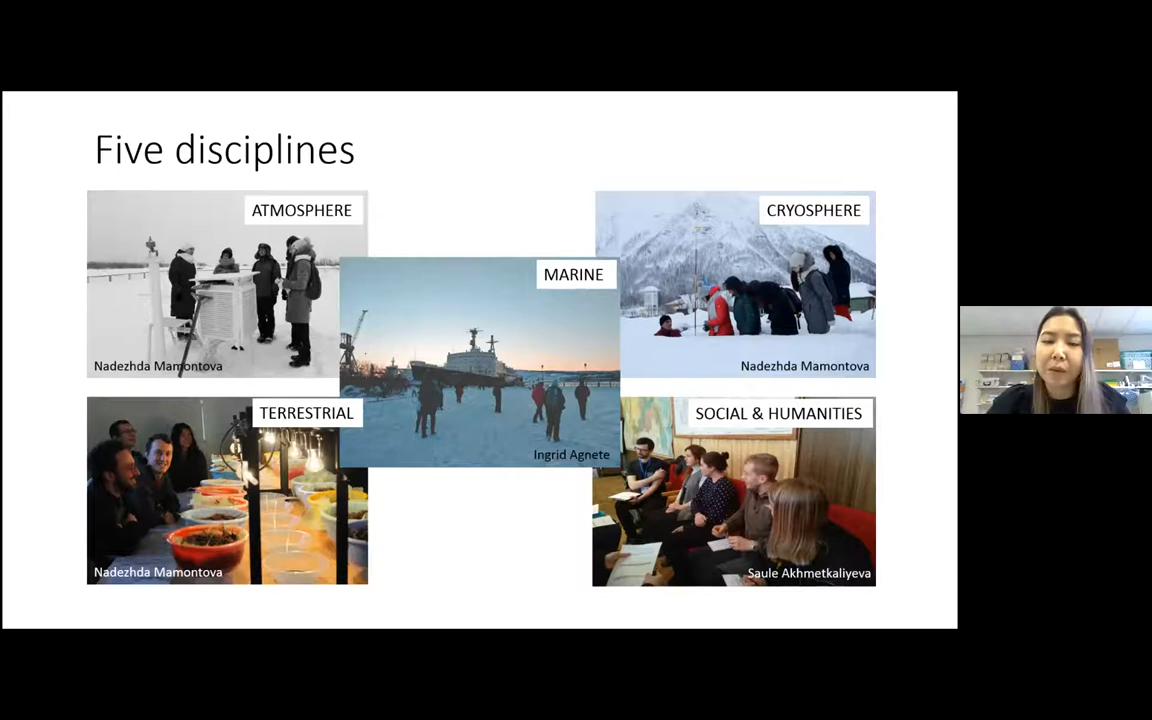 Five disciplines
ATMOSPHERE
Nadezhda Mamontova
MARINE
Ingrid Agnete
CRYOSPHERE
Nadezhda Mamontova
TERRESTRIAL
Nadezhda Mamontova
SOCIAL & HUMANITIES
Saule Akhmetkaliyeva